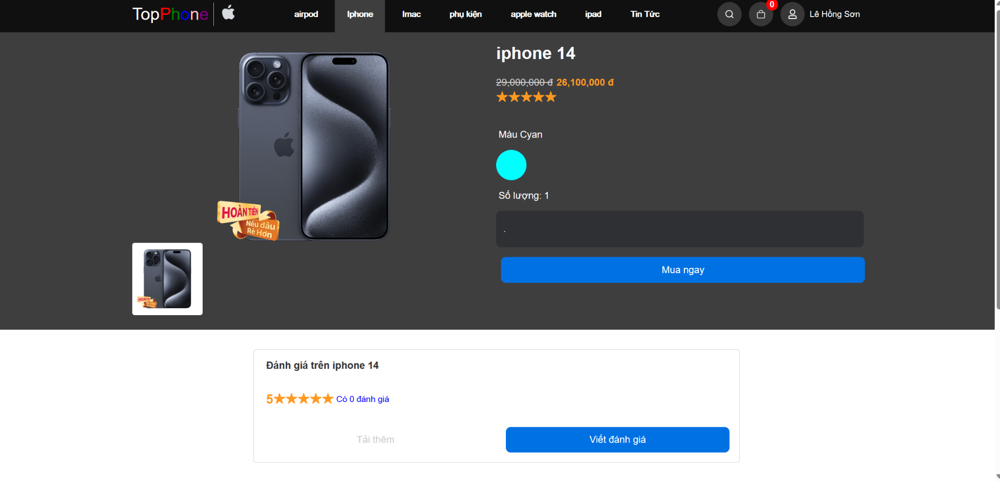 TopPhone
airpod
Iphone
Imac
phụ kiện
apple watch
ipad
Tin Tức
0
Lê Hồng Sơn
iphone 14
29,000,000 đ 26,100,000 đ
Màu Cyan
Số lượng: 1
.
Mua ngay
HOÀN TIỀN
Nếu đâu
Rẻ Hơn
Đánh giá trên iphone 14
5 Có 0 đánh giá
Tải thêm
Viết đánh giá